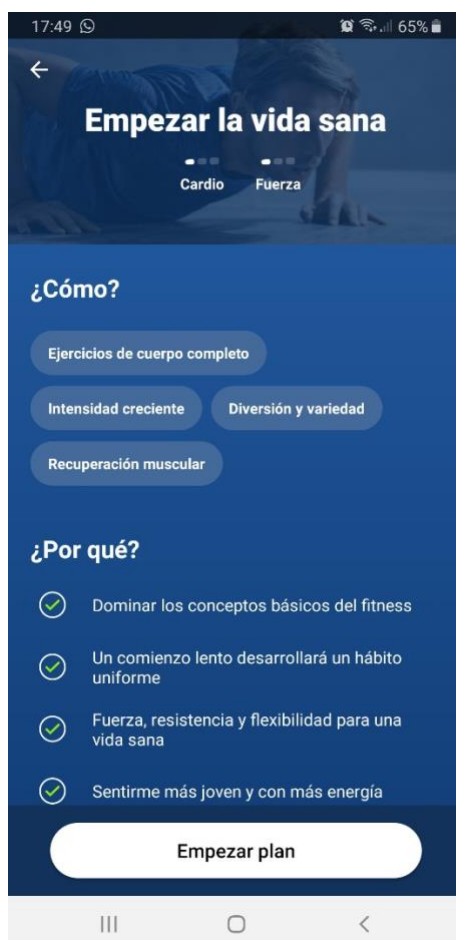 17:49 65%
Empezar la vida sana
Cardio Fuerza
¿Cómo?
Ejercicios de cuerpo completo
Intensidad creciente Diversión y variedad
Recuperación muscular
¿Por qué?
Dominar los conceptos básicos del fitness
Un comienzo lento desarrollará un hábito
uniforme
Fuerza, resistencia y flexibilidad para una
vida sana
Sentirme más joven y con más energía
Empezar plan